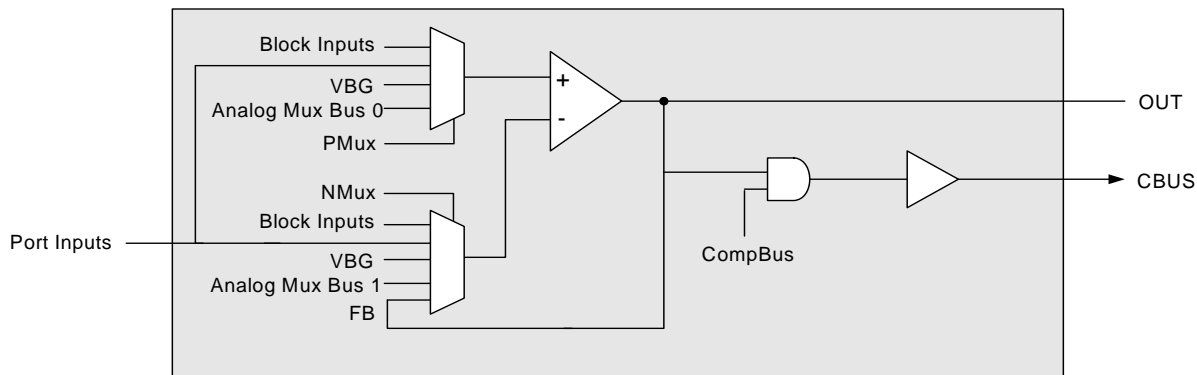 Block Inputs
VBG
Analog Mux Bus 0
PMux
+
-
OUT
CBUS
NMux
Block Inputs
Port Inputs
VBG
Analog Mux Bus 1
FB
CompBus